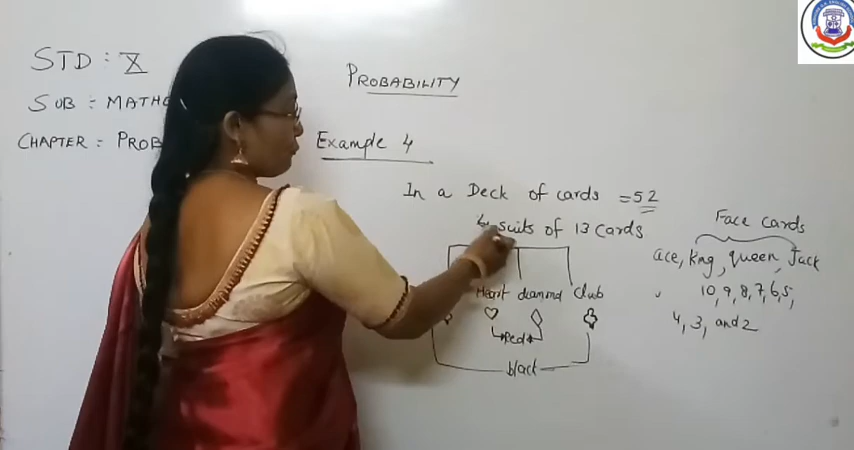 STD : X
SUB : MATHE
CHAPTER : PROB
PROBABILITY
Example 4
In a Deck of cards = 52
4 suits of 13 cards
Heart diamond club
Red
black
Face cards
ace, king, queen, Jack
10, 9, 8, 7, 6, 5,
4, 3, and 2